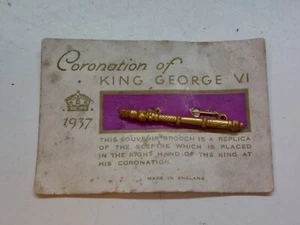 Coronation of
KING GEORGE VI
1937
THIS SOUVENIR BROOCH IS A REPLICA
OF THE SCEPTRE WHICH IS PLACED
IN THE RIGHT HAND OF THE KING AT
HIS CORONATION.
MADE IN ENGLAND